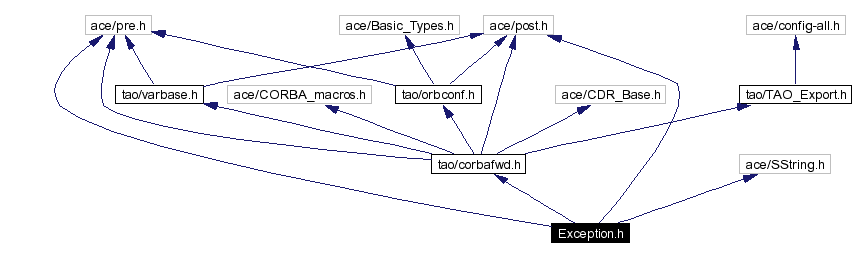 ace/pre.h
ace/Basic_Types.h
ace/post.h
ace/config-all.h
tao/varbase.h
ace/CORBA_macros.h
tao/orbconf.h
ace/CDR_Base.h
tao/TAO_Export.h
tao/corbafwd.h
ace/SString.h
Exception.h